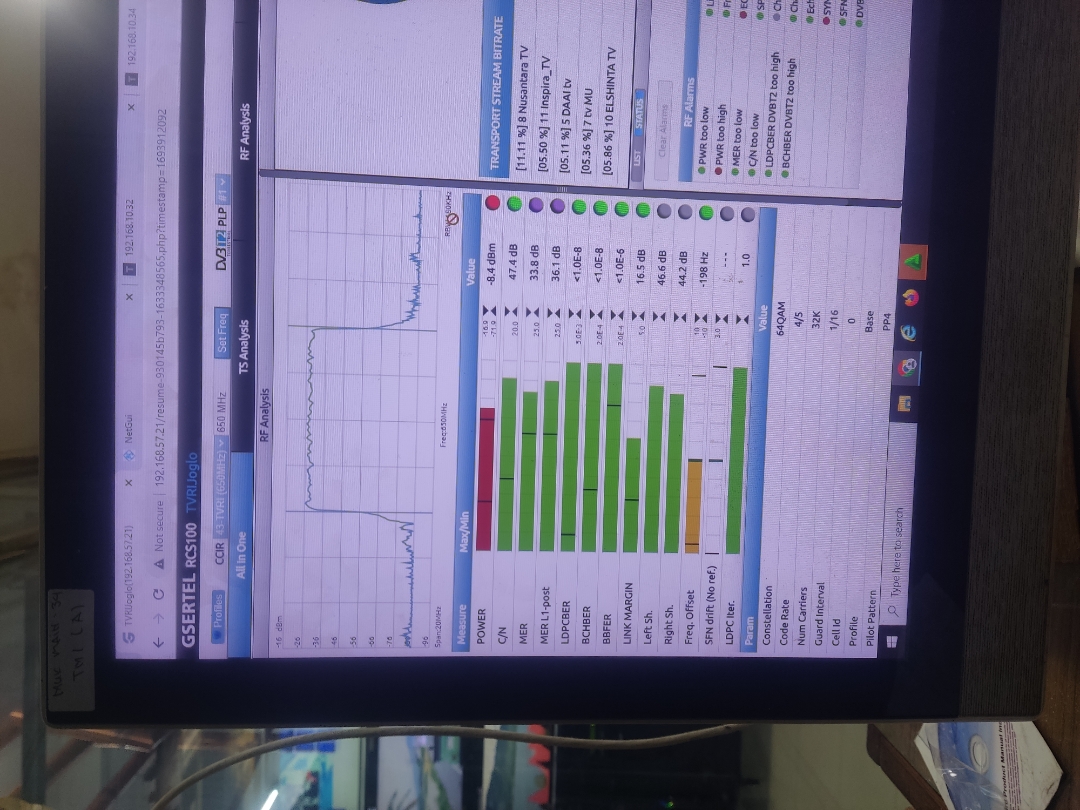 TVRIJoglo(192.168.57.21) ×
NetGui ×
192.168.10.32 ×
192.168.10.34
Not secure | 192.168.57.21/resume-930145b793-1633348565.php?timestamp=1693912092
GSERTEL RCS100 TVRIJoglo
Profiles CCIR 43-TVRI (650MHz) 650 MHz Set Freq DVB T2 PLP #1
All In One TS Analysis RF Analysis
RF Analysis
-16 dBm
-26
-36
-46
-56
-66
-76
-96
Span:20MHz Freq:650MHz
Measure Max/Min Value
POWER -16.9 -71.9 -8.4 dBm
C/N 20.0 47.4 dB
MER 25.0 33.8 dB
MER L1-post 25.0 36.1 dB
LDPCBER 5.0E-2 <1.0E-8
BCHBER 2.0E-4 <1.0E-8
BBFER 2.0E-4 <1.0E-6
LINK MARGIN 5.0 16.5 dB
Left Sh. 46.6 dB
Right Sh. 44.2 dB
Freq. Offset -198 Hz
SFN drift (No ref.) ---
LDPC Iter. 1.0
Param Value
Constellation 64QAM
Code Rate 4/5
Num Carriers 32K
Guard Interval 1/16
Cell Id 0
Profile Base
Pilot Pattern PP4
TRANSPORT STREAM BITRATE
[11.11 %] 8 Nusantara TV
[05.50 %] 11 Inspira_TV
[05.11 %] 5 DAAI tv
[05.36 %] 7 tv MU
[05.86 %] 10 ELSHINTA TV
LIST STATUS
Clear Alarms
RF Alarms
PWR too low
PWR too high
MER too low
C/N too low
LDPCBER DVBT2 too high
BCHBER DVBT2 too high
Type here to search
Product Manual